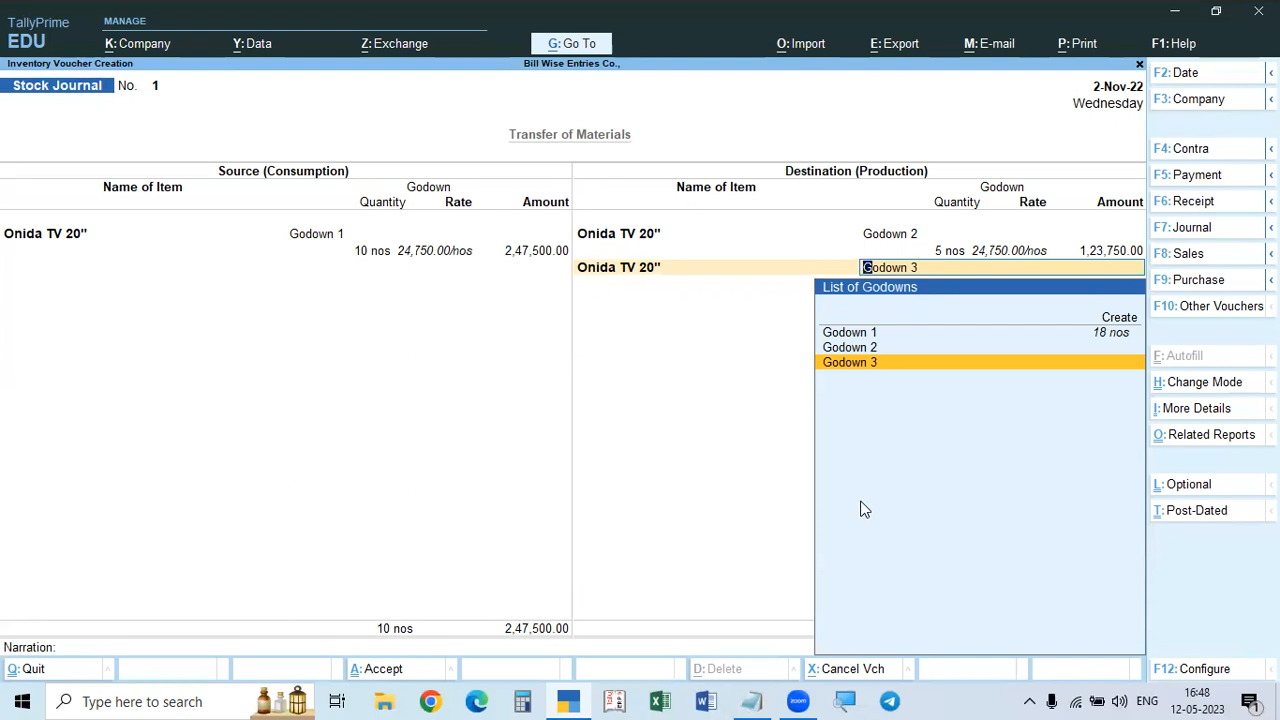 TallyPrime
EDU
MANAGE
K: Company
Y: Data
Z: Exchange
G: Go To
O: Import
E: Export
M: E-mail
P: Print
F1: Help
Inventory Voucher Creation
Bill Wise Entries Co.,
Stock Journal No. 1
2-Nov-22
Wednesday
Transfer of Materials
Source (Consumption)
Name of Item
Godown
Quantity Rate Amount
Destination (Production)
Name of Item
Godown
Quantity Rate Amount
Onida TV 20" Godown 1
10 nos 24,750.00/nos 2,47,500.00
Onida TV 20" Godown 2
5 nos 24,750.00/nos 1,23,750.00
Onida TV 20" Godown 3
List of Godowns
Create
Godown 1 18 nos
Godown 2
Godown 3
10 nos 2,47,500.00
Narration:
F2: Date
F3: Company
F4: Contra
F5: Payment
F6: Receipt
F7: Journal
F8: Sales
F9: Purchase
F10: Other Vouchers
F: Autofill
H: Change Mode
I: More Details
O: Related Reports
L: Optional
T: Post-Dated
Q: Quit
A: Accept
D: Delete
X: Cancel Vch
F12: Configure
Type here to search
zoom
ENG
16:48
12-05-2023
1